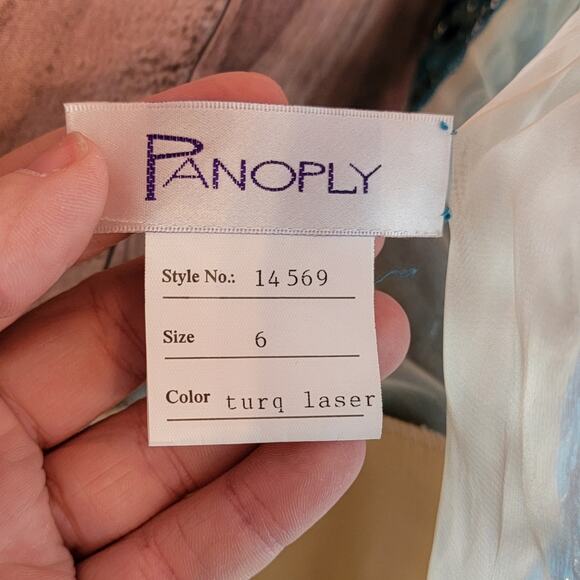 PANOPLY
Style No.: 14569
Size 6
Color turq laser